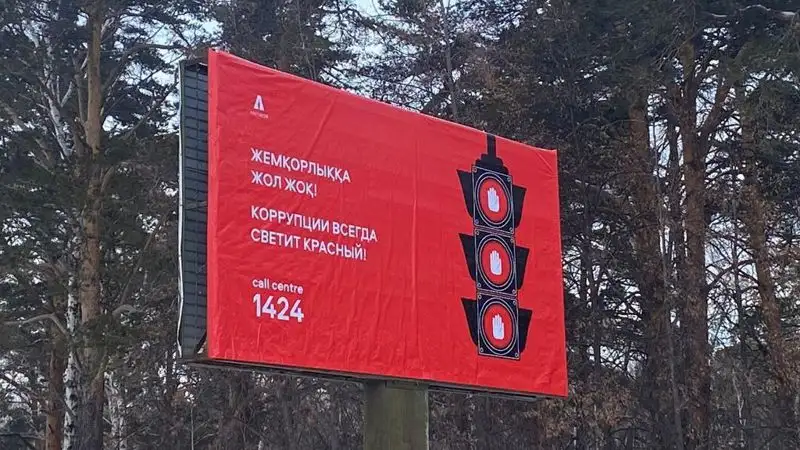 ЖЕМҚОРЛЫҚҚА
ЖОЛ ЖОҚ!
КОРРУПЦИИ ВСЕГДА
СВЕТИТ КРАСНЫЙ!
call centre
1424